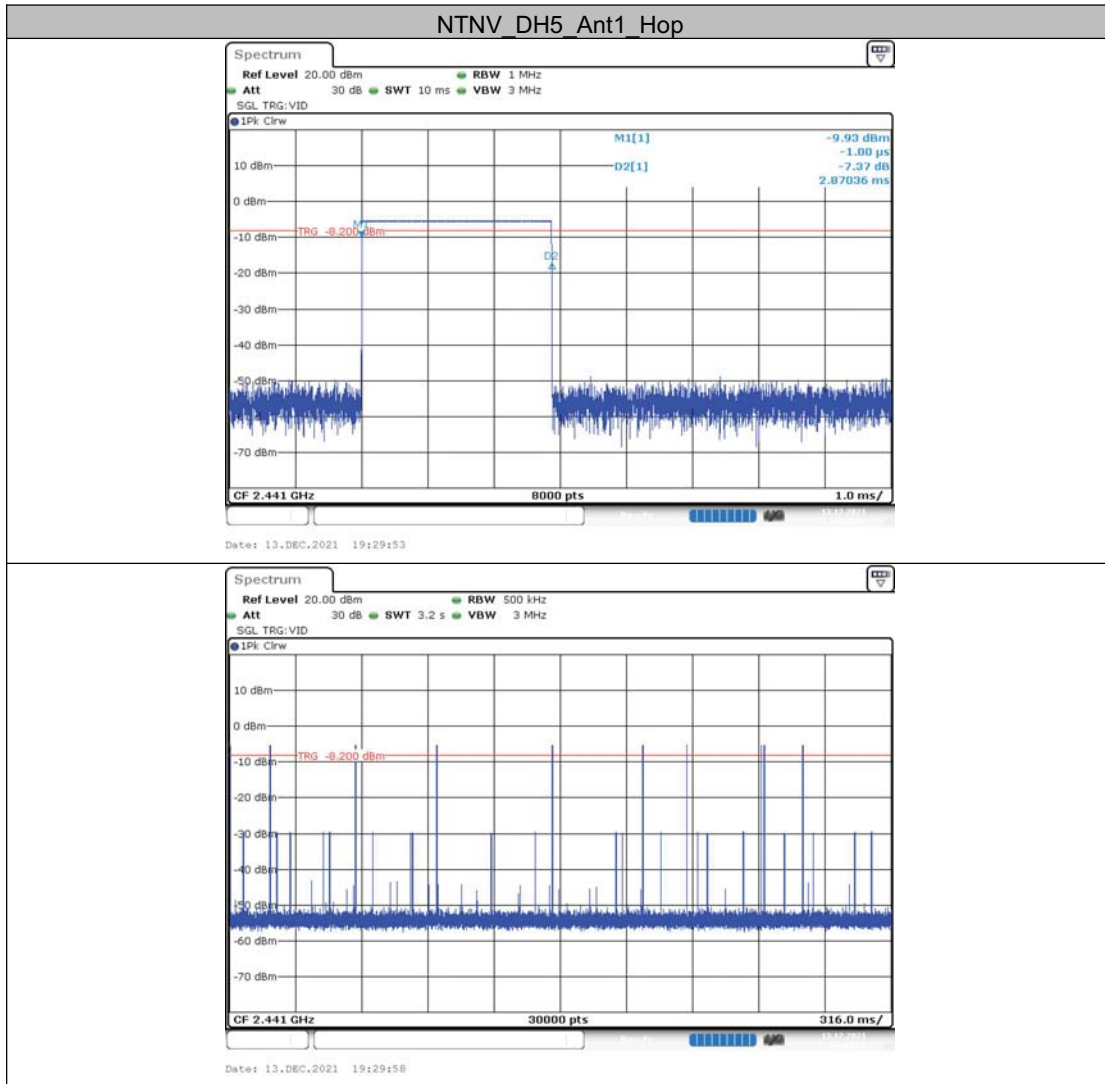 NTNV_DH5_Ant1_Hop
Spectrum
Ref Level 20.00 dBm RBW 1 MHz
Att 30 dB SWT 10 ms VBW 3 MHz
SGL TRG:VID
1Pk Clrw
M1[1] -9.93 dBm
-1.00 µs
D2[1] -7.37 dB
2.87036 ms
10 dBm
0 dBm
M1
TRG -8.200 dBm
-10 dBm
D2
-20 dBm
-30 dBm
-40 dBm
-50 dBm
-70 dBm
CF 2.441 GHz 8000 pts 1.0 ms/
Date: 13.DEC.2021 19:29:53
Spectrum
Ref Level 20.00 dBm RBW 500 kHz
Att 30 dB SWT 3.2 s VBW 3 MHz
SGL TRG:VID
1Pk Clrw
10 dBm
0 dBm
TRG -8.200 dBm
-10 dBm
-20 dBm
-30 dBm
-40 dBm
-50 dBm
-60 dBm
-70 dBm
CF 2.441 GHz 30000 pts 316.0 ms/
Date: 13.DEC.2021 19:29:58